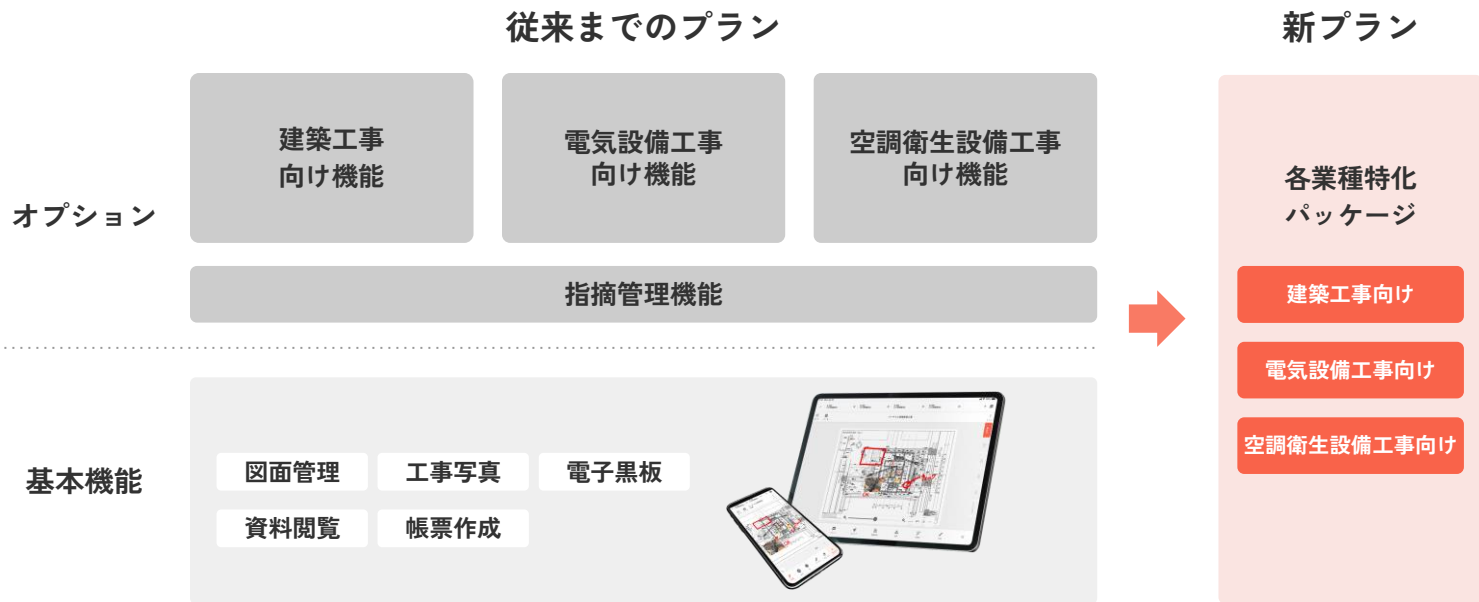 従来までのプラン
新プラン
オプション
建築工事
向け機能
電気設備工事
向け機能
空調衛生設備工事
向け機能
指摘管理機能
基本機能
図面管理
工事写真
電子黒板
資料閲覧
帳票作成
各業種特化
パッケージ
建築工事向け
電気設備工事向け
空調衛生設備工事向け